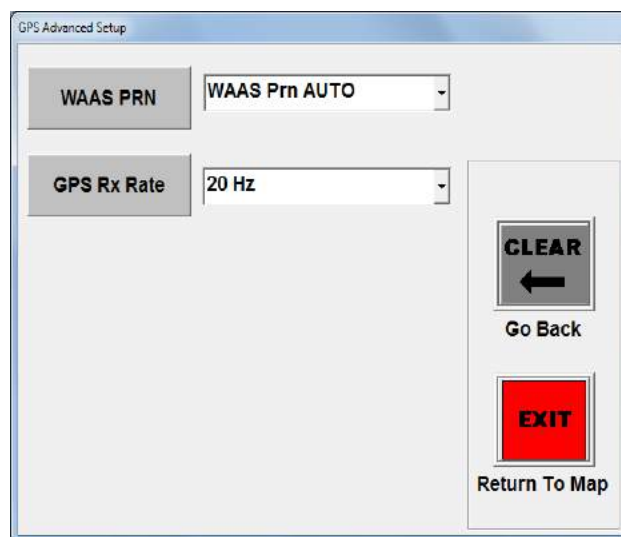 GPS Advanced Setup
WAAS PRN
WAAS Prn AUTO
GPS Rx Rate
20 Hz
CLEAR
Go Back
EXIT
Return To Map